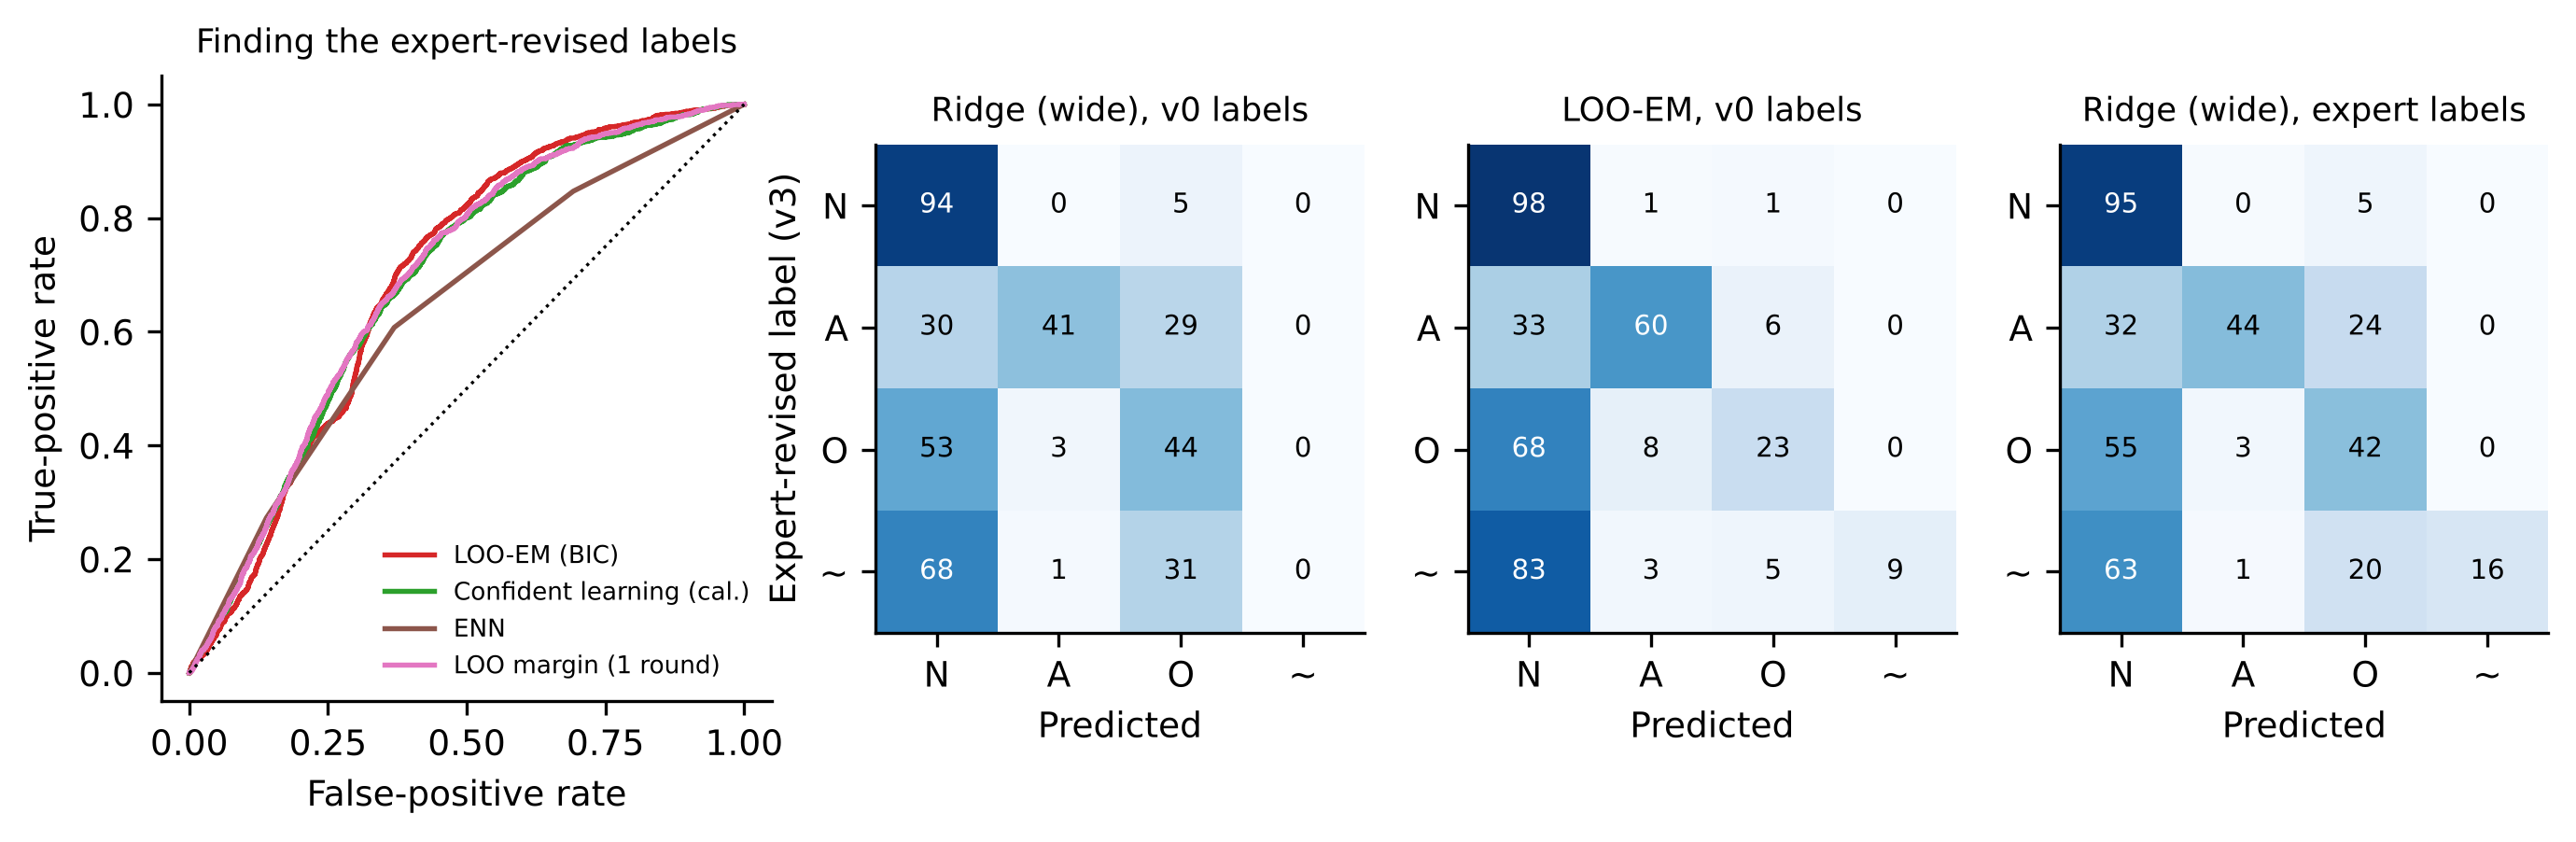 Finding the expert-revised labels
True-positive rate
1.0
0.8
0.6
0.4
0.2
0.0
0.00 0.25 0.50 0.75 1.00
False-positive rate
LOO-EM (BIC)
Confident learning (cal.)
ENN
LOO margin (1 round)
Ridge (wide), v0 labels
Expert-revised label (v3)
N 94 0 5 0
A 30 41 29 0
O 53 3 44 0
~ 68 1 31 0
N A O ~
Predicted
LOO-EM, v0 labels
N 98 1 1 0
A 33 60 6 0
O 68 8 23 0
~ 83 3 5 9
N A O ~
Predicted
Ridge (wide), expert labels
N 95 0 5 0
A 32 44 24 0
O 55 3 42 0
~ 63 1 20 16
N A O ~
Predicted